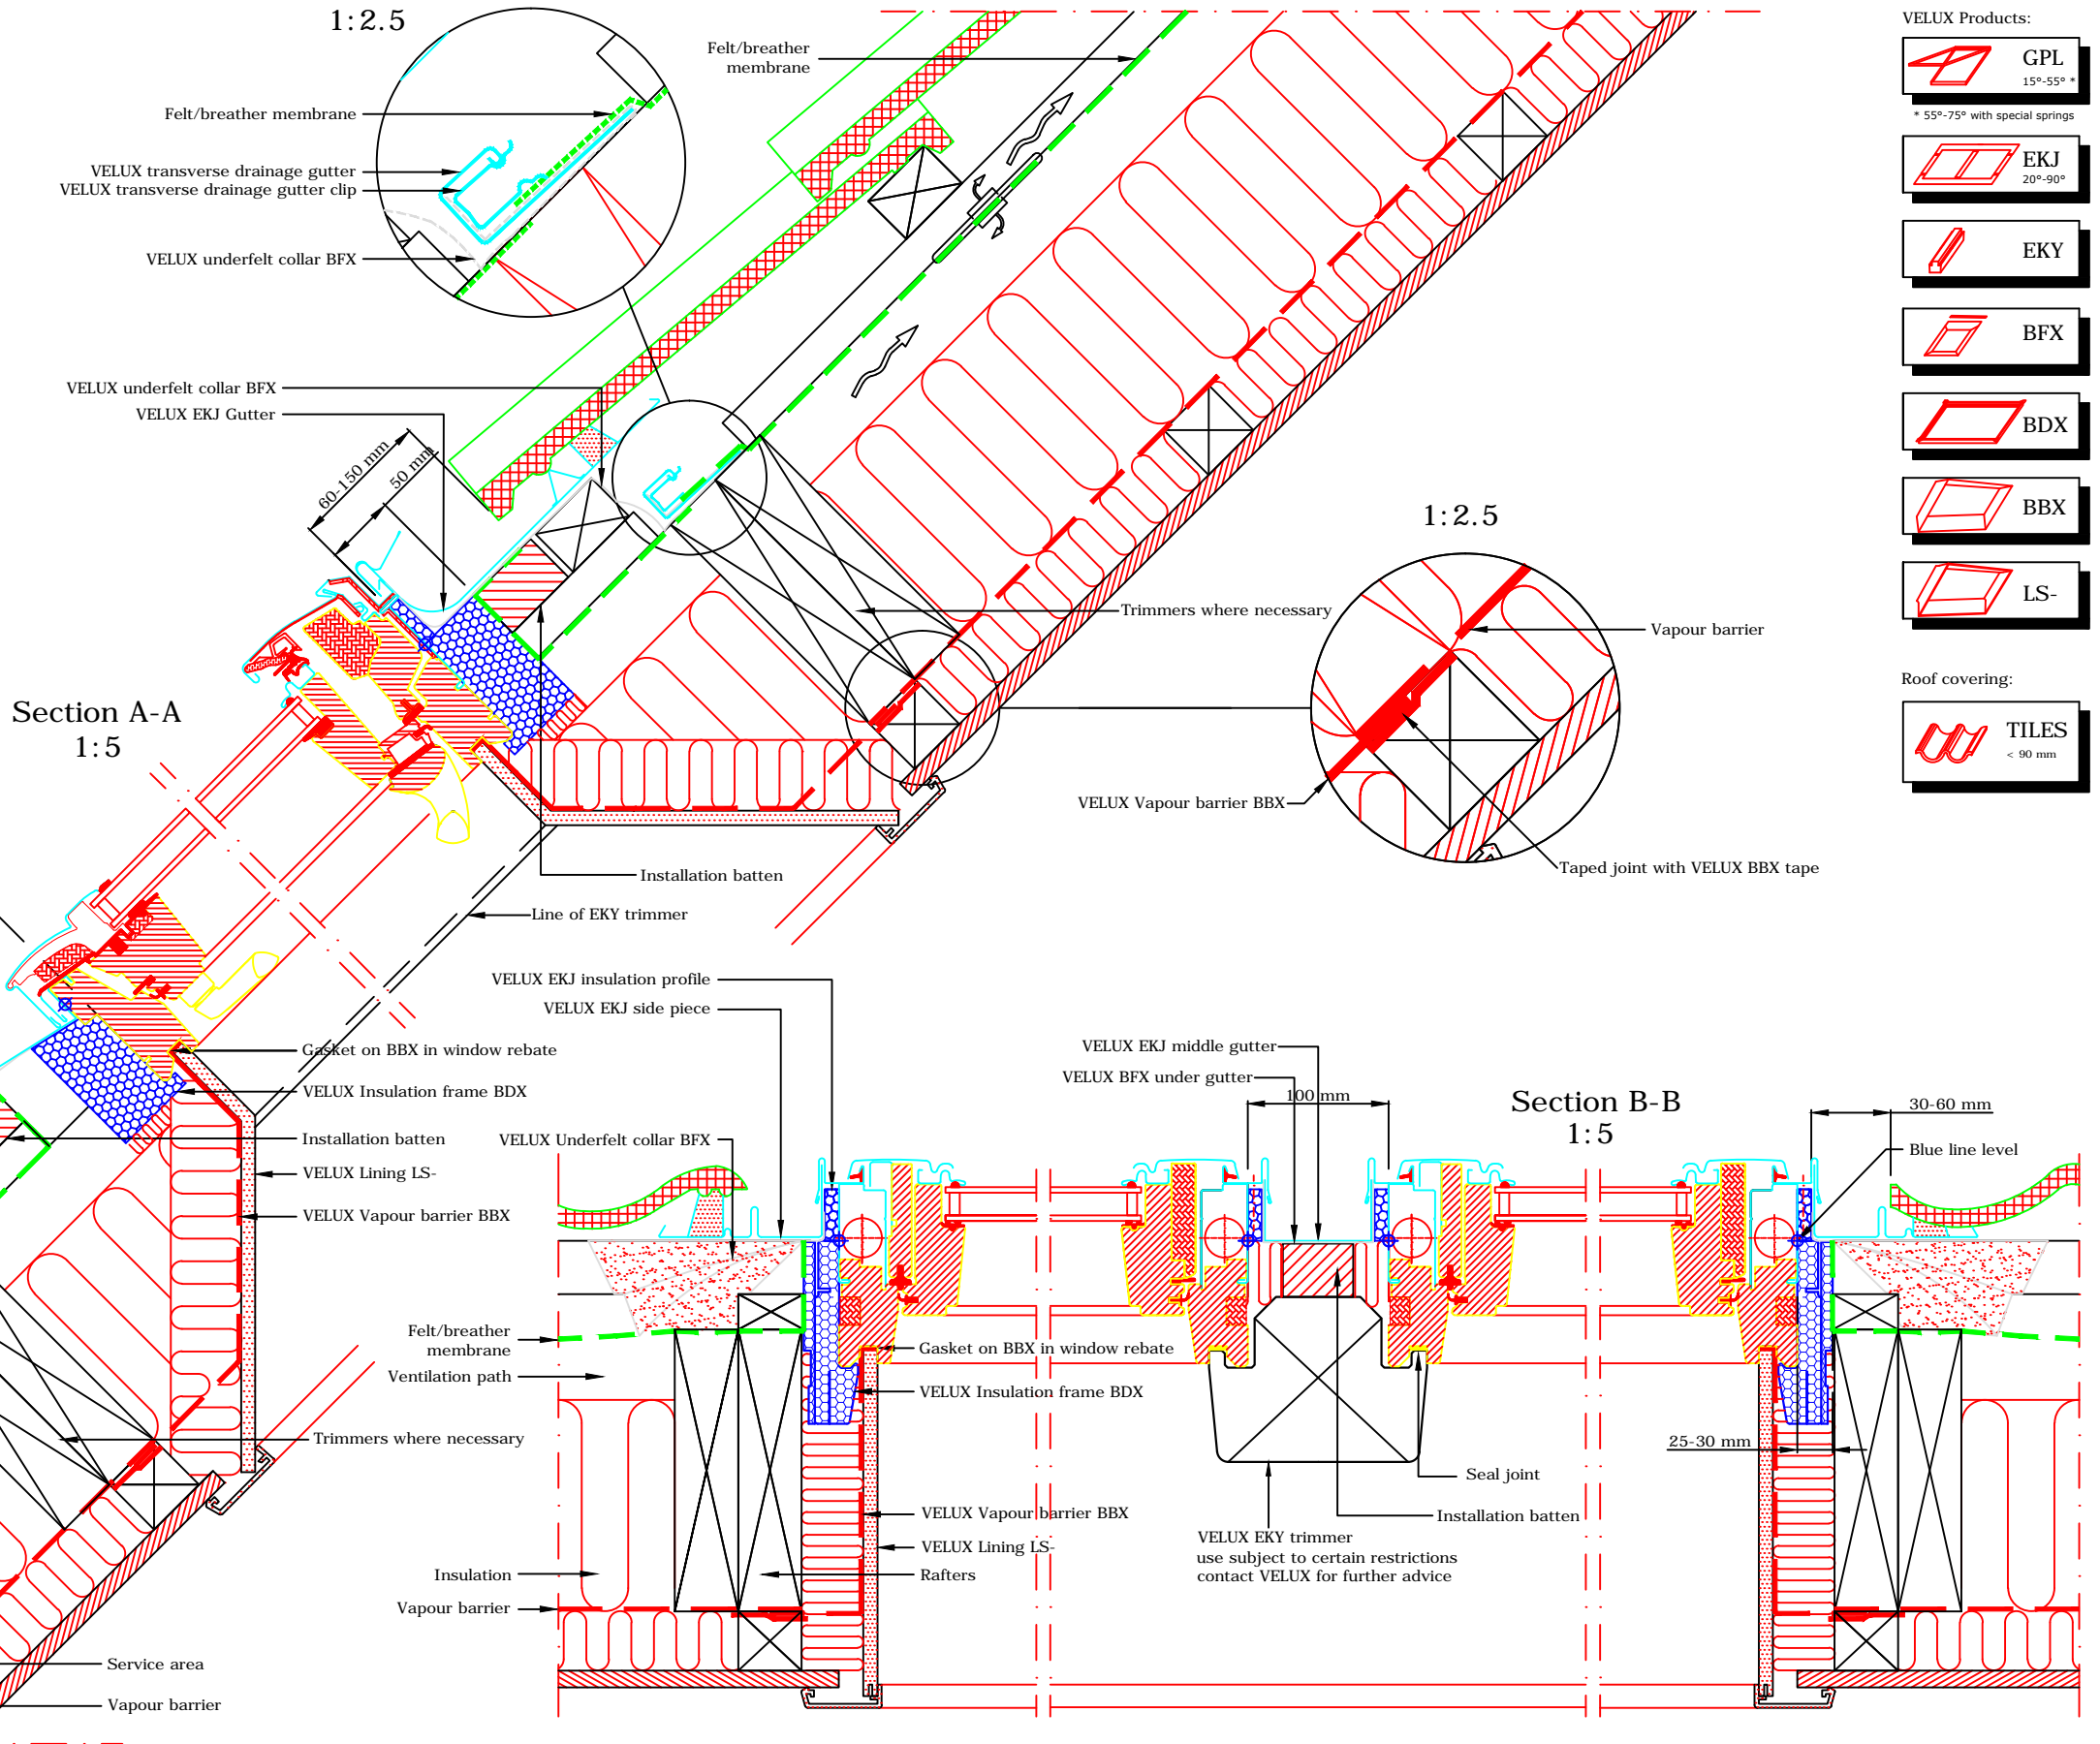 1:2.5
Felt/breather membrane
VELUX transverse drainage gutter
VELUX transverse drainage gutter clip
VELUX underfelt collar BFX
Felt/breather
membrane
VELUX underfelt collar BFX
VELUX EKJ Gutter
60-150 mm
50 mm
Section A-A
1:5
Trimmers where necessary
1:2.5
Vapour barrier
VELUX Vapour barrier BBX
Taped joint with VELUX BBX tape
Installation batten
Line of EKY trimmer
Gasket on BBX in window rebate
VELUX Insulation frame BDX
Installation batten
VELUX Lining LS-
VELUX Vapour barrier BBX
Trimmers where necessary
Service area
Vapour barrier
VELUX EKJ insulation profile
VELUX EKJ side piece
VELUX Underfelt collar BFX
Felt/breather
membrane
Ventilation path
Insulation
Vapour barrier
VELUX EKJ middle gutter
VELUX BFX under gutter
100 mm
Section B-B
1:5
30-60 mm
Blue line level
Gasket on BBX in window rebate
VELUX Insulation frame BDX
25-30 mm
Seal joint
Installation batten
VELUX Vapour barrier BBX
VELUX Lining LS-
Rafters
VELUX EKY trimmer
use subject to certain restrictions
contact VELUX for further advice
VELUX Products:
GPL
15°-55° *
* 55°-75° with special springs
EKJ
20°-90°
EKY
BFX
BDX
BBX
LS-
Roof covering:
TILES
< 90 mm